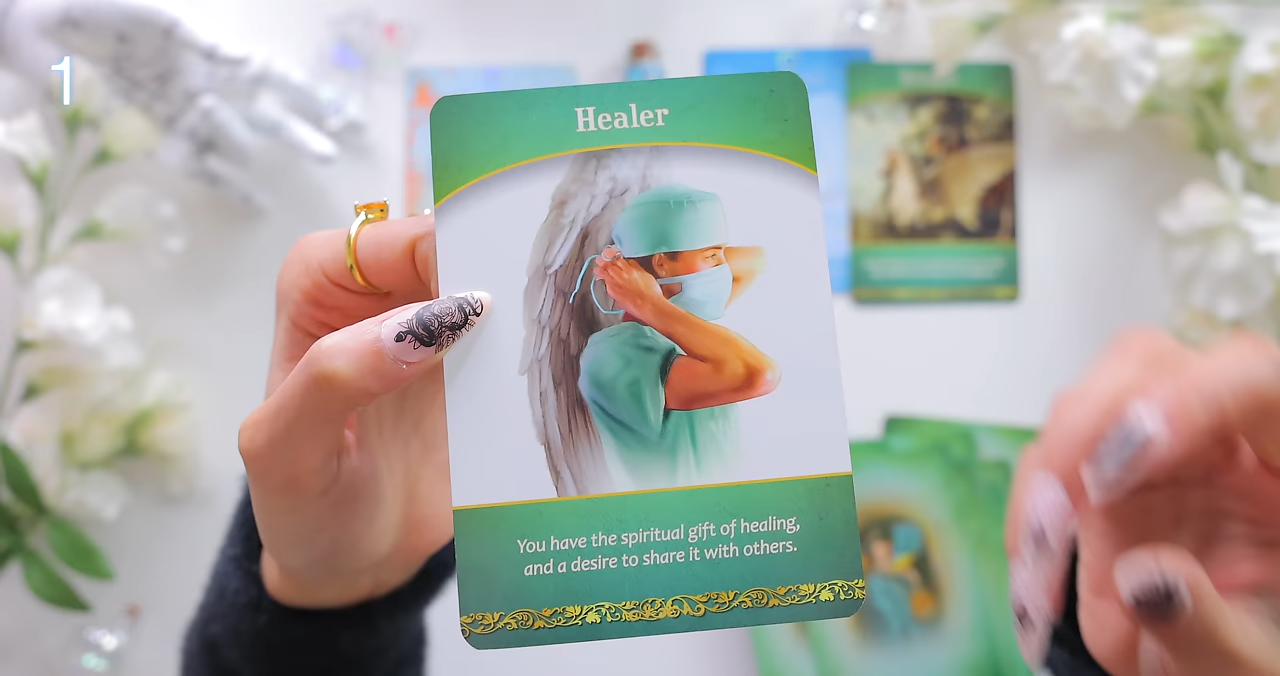 1
Healer
You have the spiritual gift of healing,
and a desire to share it with others.